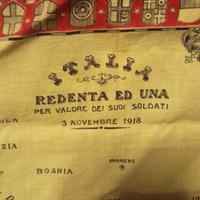 ITALIA
REDENTA ED UNA
PER VALORE DEI SUOI SOLDATI
3 NOVEMBRE 1918
BOSNIA